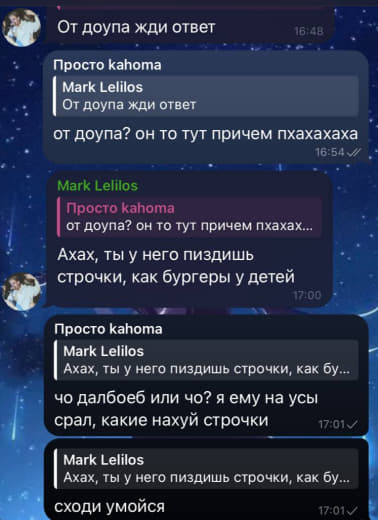 От доупа жди ответ
16:48
Просто kahoma
Mark Lelilos
От доупа жди ответ
от доупа? он то тут причем пхахахаха
16:54
Mark Lelilos
Просто kahoma
от доупа? он то тут причем пхахах...
Ахах, ты у него пиздишь
строчки, как бургеры у детей
17:00
Просто kahoma
Mark Lelilos
Ахах, ты у него пиздишь строчки, как бу...
чо далбоеб или чо? я ему на усы
срал, какие нахуй строчки
17:01
Mark Lelilos
Ахах, ты у него пиздишь строчки, как бу...
сходи умойся
17:01